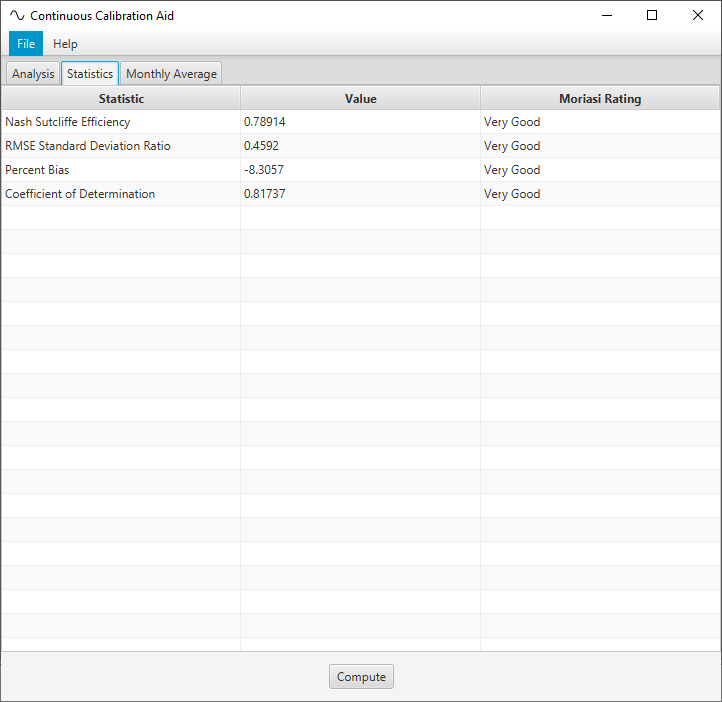 Continuous Calibration Aid
File Help
Analysis Statistics Monthly Average
Statistic Value Moriasi Rating
Nash Sutcliffe Efficiency 0.78914 Very Good
RMSE Standard Deviation Ratio 0.4592 Very Good
Percent Bias -8.3057 Very Good
Coefficient of Determination 0.81737 Very Good
Compute